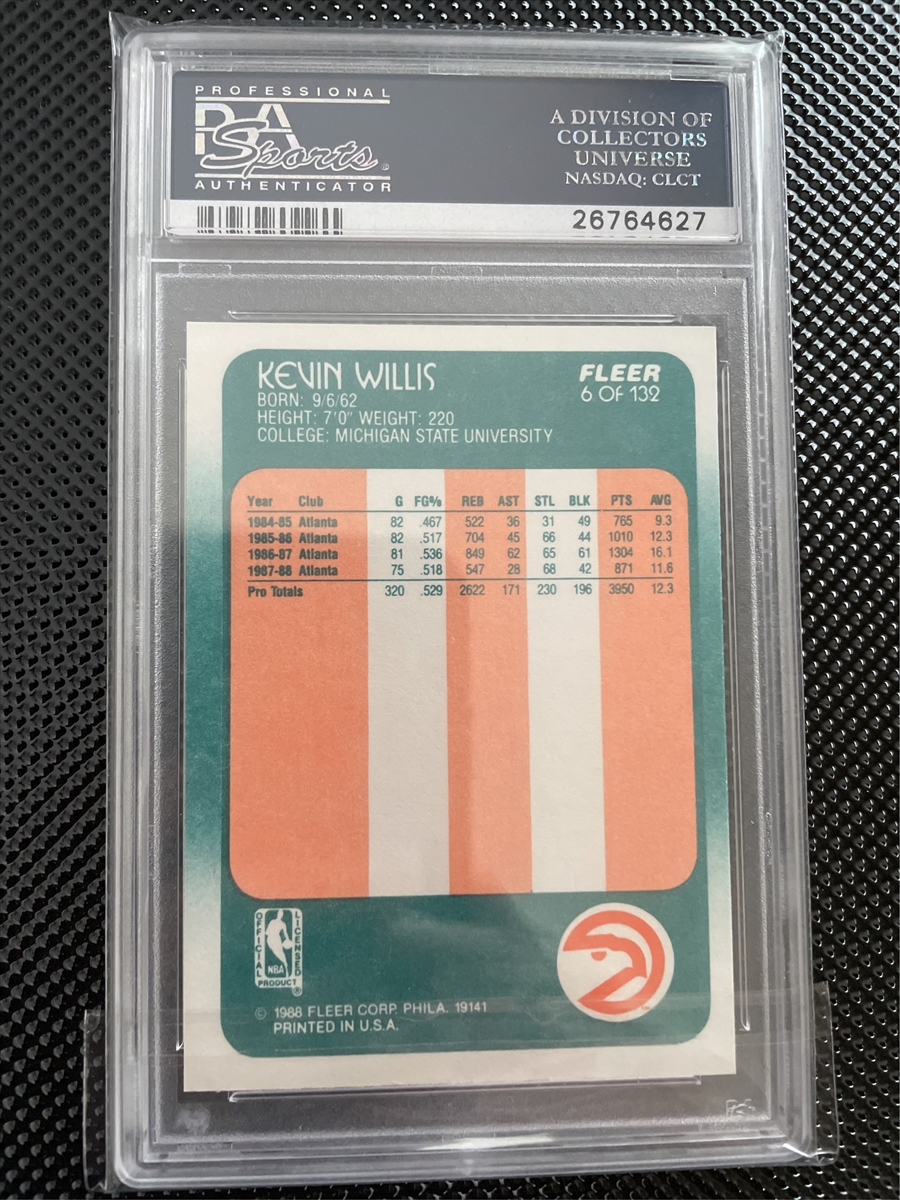 PROFESSIONAL
PSA
Sports®
AUTHENTICATOR
A DIVISION OF
COLLECTORS
UNIVERSE
NASDAQ: CLCT
26764627
KEVIN WILLIS
BORN: 9/6/62
HEIGHT: 7'0" WEIGHT: 220
COLLEGE: MICHIGAN STATE UNIVERSITY
FLEER
6 OF 132
Year Club G FG% REB AST STL BLK PTS AVG
1984-85 Atlanta 82 .467 522 36 31 49 765 9.3
1985-86 Atlanta 82 .517 704 45 66 44 1010 12.3
1986-87 Atlanta 81 .536 849 62 65 61 1304 16.1
1987-88 Atlanta 75 .518 547 28 68 42 871 11.6
Pro Totals 320 .529 2622 171 230 196 3950 12.3
OFFICIAL
LICENSED
NBA
PRODUCT
®
© 1988 FLEER CORP. PHILA. 19141
PRINTED IN U.S.A.